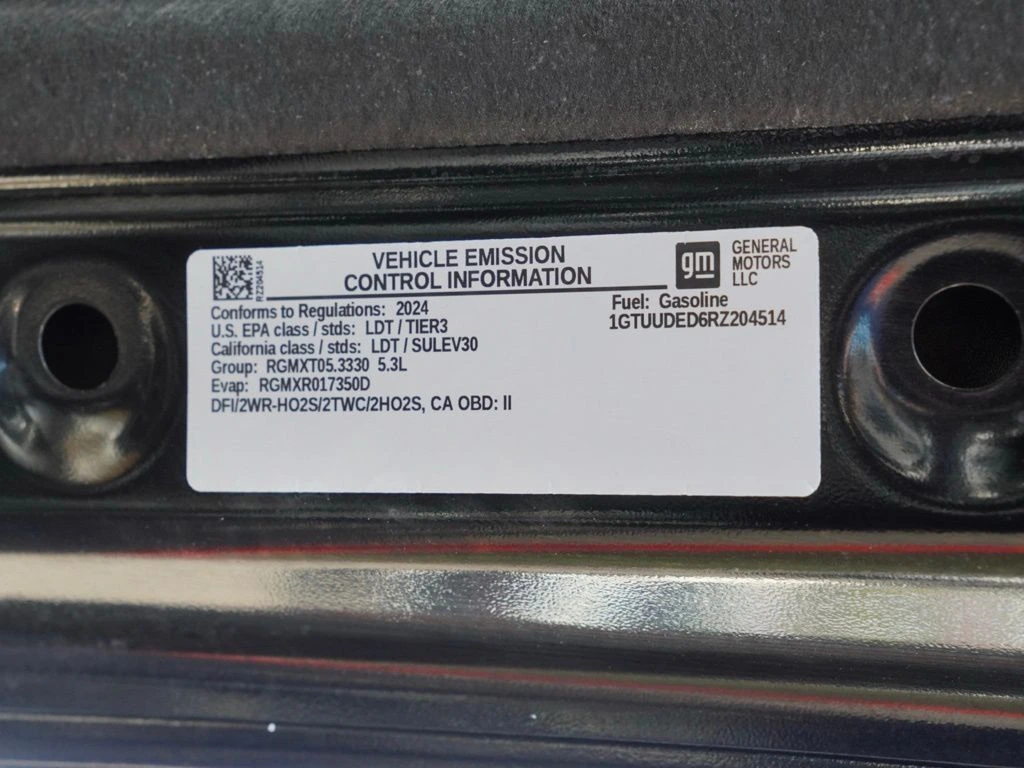 VEHICLE EMISSION
CONTROL INFORMATION
gm
GENERAL
MOTORS
LLC
RZ204514
Conforms to Regulations: 2024
U.S. EPA class / stds: LDT / TIER3
California class / stds: LDT / SULEV30
Group: RGMXT05.3330 5.3L
Evap: RGMXR017350D
DFI/2WR-HO2S/2TWC/2HO2S, CA OBD: II
Fuel: Gasoline
1GTUUDED6RZ204514